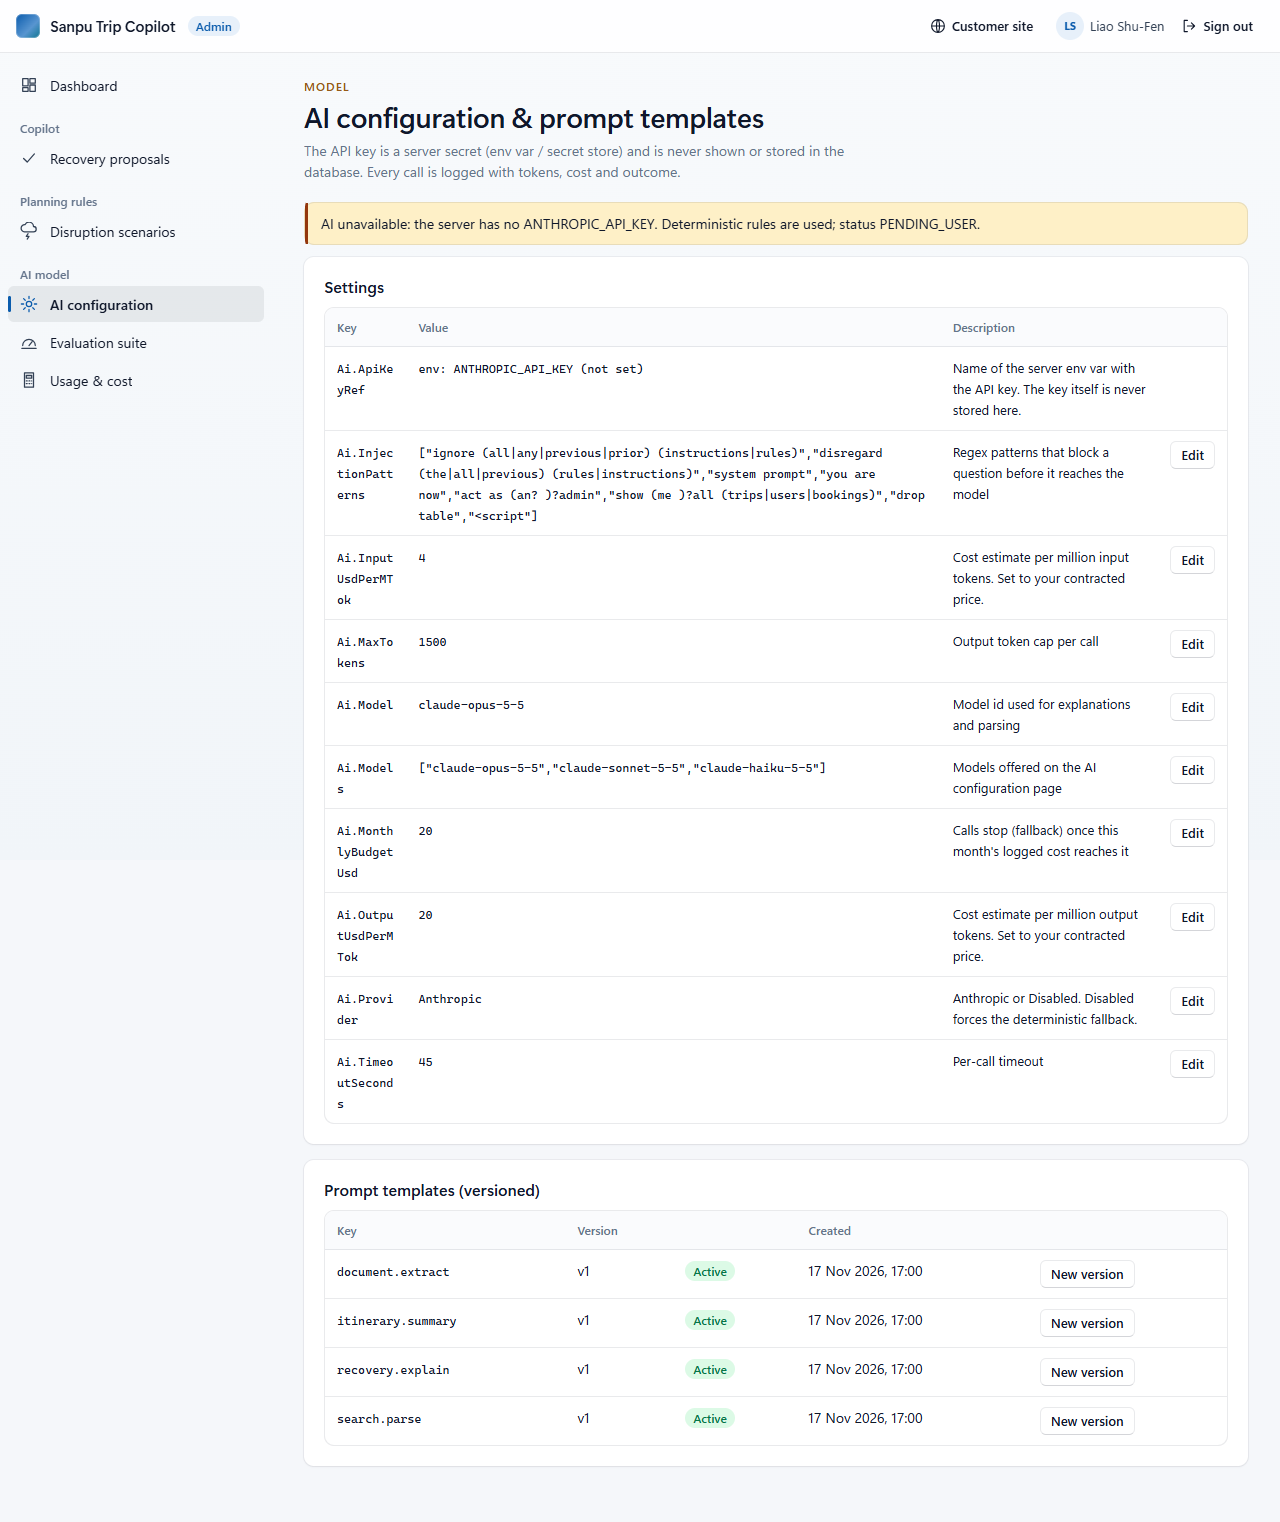 Sanpu Trip Copilot
Admin
Customer site
LS
Liao Shu-Fen
Sign out
Dashboard
Copilot
Recovery proposals
Planning rules
Disruption scenarios
AI model
AI configuration
Evaluation suite
Usage & cost
MODEL
AI configuration & prompt templates
The API key is a server secret (env var / secret store) and is never shown or stored in the
database. Every call is logged with tokens, cost and outcome.
AI unavailable: the server has no ANTHROPIC_API_KEY. Deterministic rules are used; status PENDING_USER.
Settings
Key Value Description
Ai.ApiKe
yRef
env: ANTHROPIC_API_KEY (not set)
Name of the server env var with
the API key. The key itself is never
stored here.
Ai.Injec
tionPatt
erns
["ignore (all|any|previous|prior) (instructions|rules)","disregard
(the|all|previous) (rules|instructions)","system prompt","you are
now","act as (an? )?admin","show (me )?all (trips|users|bookings)","drop
table","<script"]
Regex patterns that block a
question before it reaches the
model
Edit
Ai.Input
UsdPerMT
ok
4
Cost estimate per million input
tokens. Set to your contracted
price.
Edit
Ai.MaxTo
kens
1500
Output token cap per call
Edit
Ai.Model
claude-opus-5-5
Model id used for explanations
and parsing
Edit
Ai.Model
s
["claude-opus-5-5","claude-sonnet-5-5","claude-haiku-5-5"]
Models offered on the AI
configuration page
Edit
Ai.Month
lyBudget
Usd
20
Calls stop (fallback) once this
month's logged cost reaches it
Edit
Ai.Outpu
tUsdPerM
Tok
20
Cost estimate per million output
tokens. Set to your contracted
price.
Edit
Ai.Provi
der
Anthropic
Anthropic or Disabled. Disabled
forces the deterministic fallback.
Edit
Ai.Timeo
utSecond
s
45
Per-call timeout
Edit
Prompt templates (versioned)
Key Version Created
document.extract v1 Active 17 Nov 2026, 17:00 New version
itinerary.summary v1 Active 17 Nov 2026, 17:00 New version
recovery.explain v1 Active 17 Nov 2026, 17:00 New version
search.parse v1 Active 17 Nov 2026, 17:00 New version